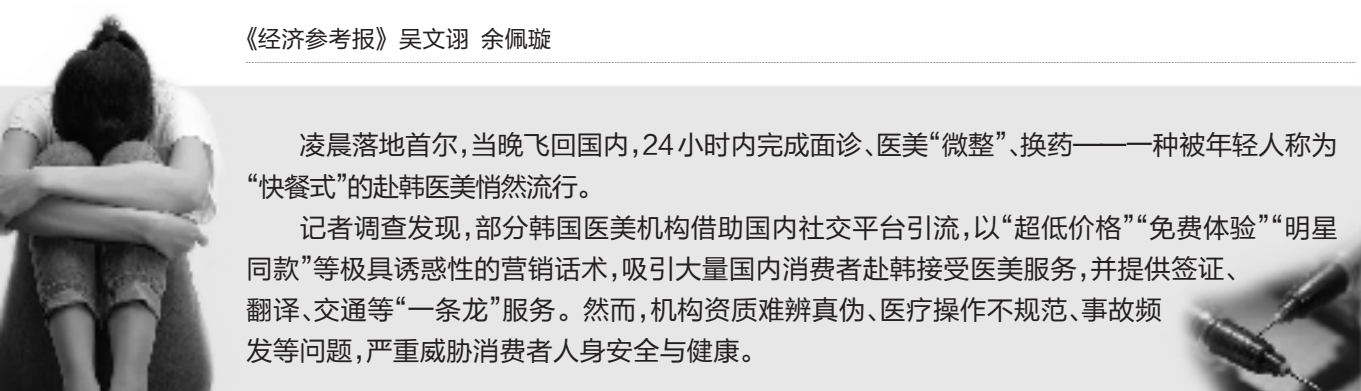 《经济参考报》 吴文诩 余佩璇
凌晨落地首尔,当晚飞回国内,24小时内完成面诊、医美“微整”、换药——一种被年轻人称为
“快餐式”的赴韩医美悄然流行。
记者调查发现,部分韩国医美机构借助国内社交平台引流,以“超低价格”“免费体验”“明星
同款”等极具诱惑性的营销话术,吸引大量国内消费者赴韩接受医美服务,并提供签证、
翻译、交通等“一条龙”服务。然而,机构资质难辨真伪、医疗操作不规范、事故频
发等问题,严重威胁消费者人身安全与健康。